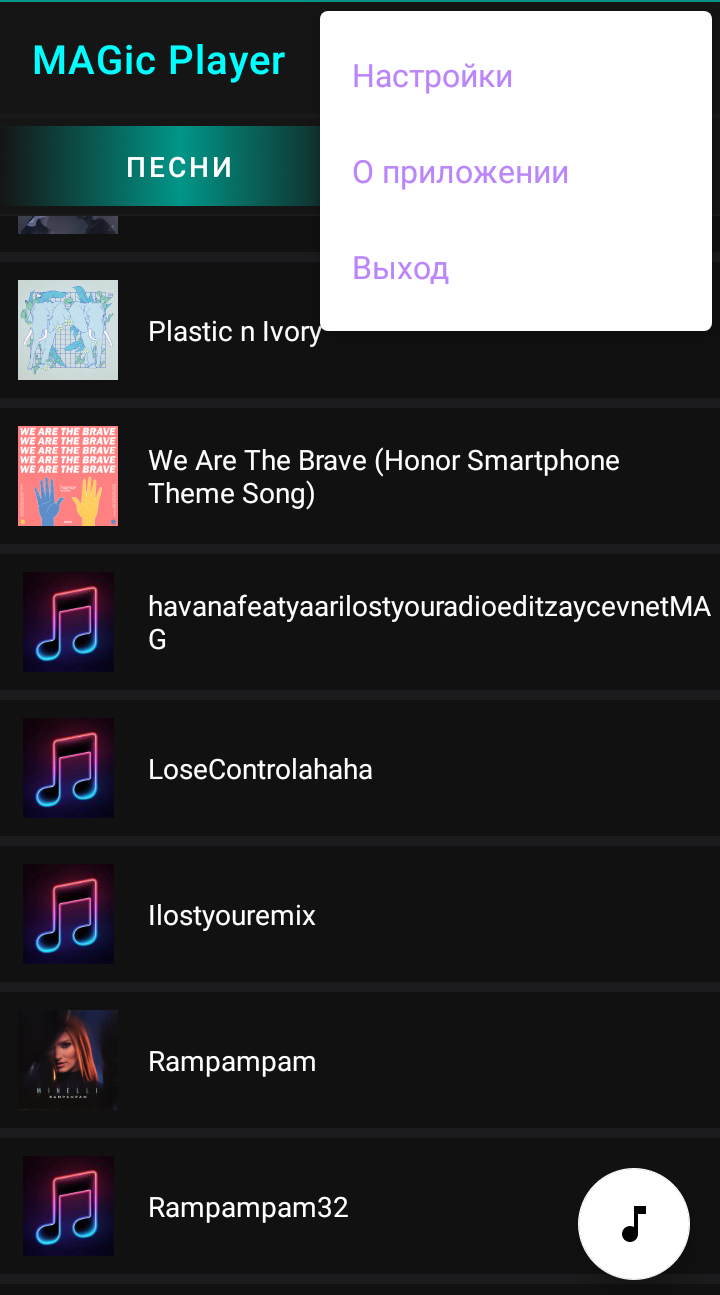 MAGic Player
Настройки
О приложении
Выход
ПЕСНИ
Plastic n Ivory
WE ARE THE BRAVE
WE ARE THE BRAVE
WE ARE THE BRAVE
WE ARE THE BRAVE
WE ARE THE BRAVE
We Are The Brave (Honor Smartphone
Theme Song)
havanafeatyaarilostyouradioeditzaycevnetMA
G
LoseControlahaha
Ilostyouremix
MINELLI
RAMPAMPAM
Rampampam
Rampampam32